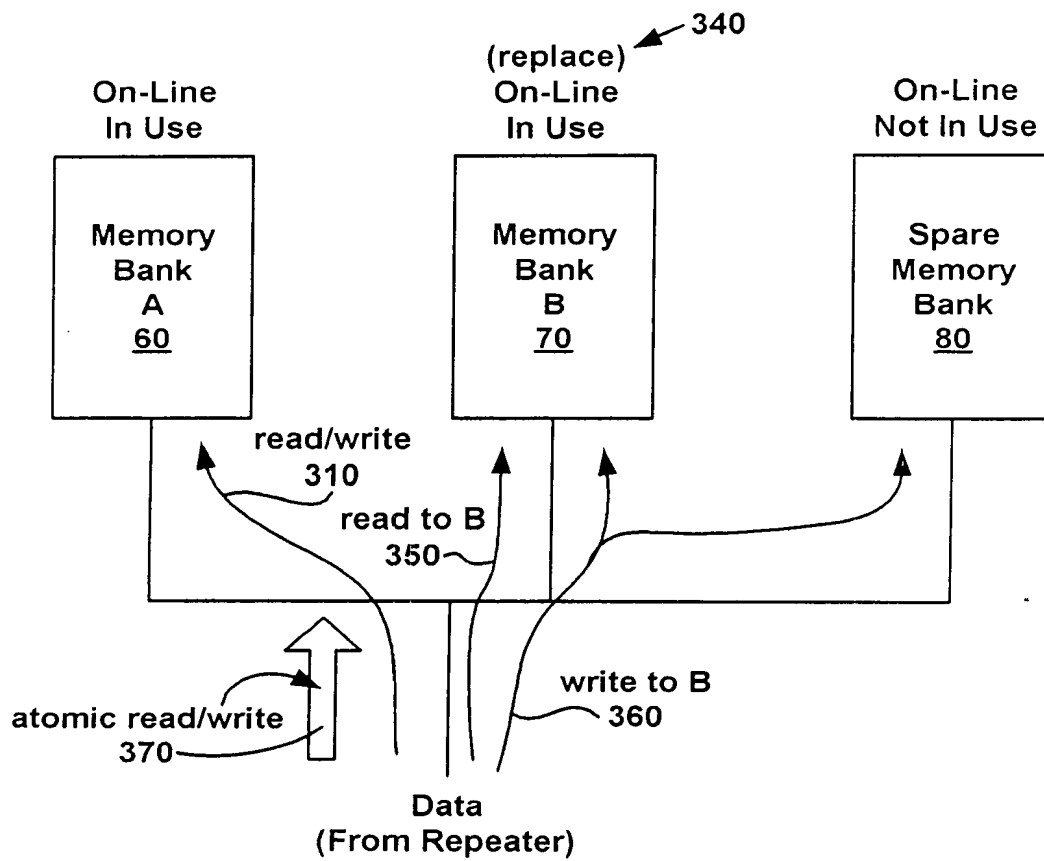 340
(replace)
On-Line
In Use
On-Line
In Use
On-Line
Not In Use
Memory
Bank
A
60
Memory
Bank
B
70
Spare
Memory
Bank
80
read/write
310
read to B
350
write to B
360
atomic read/write
370
Data
(From Repeater)